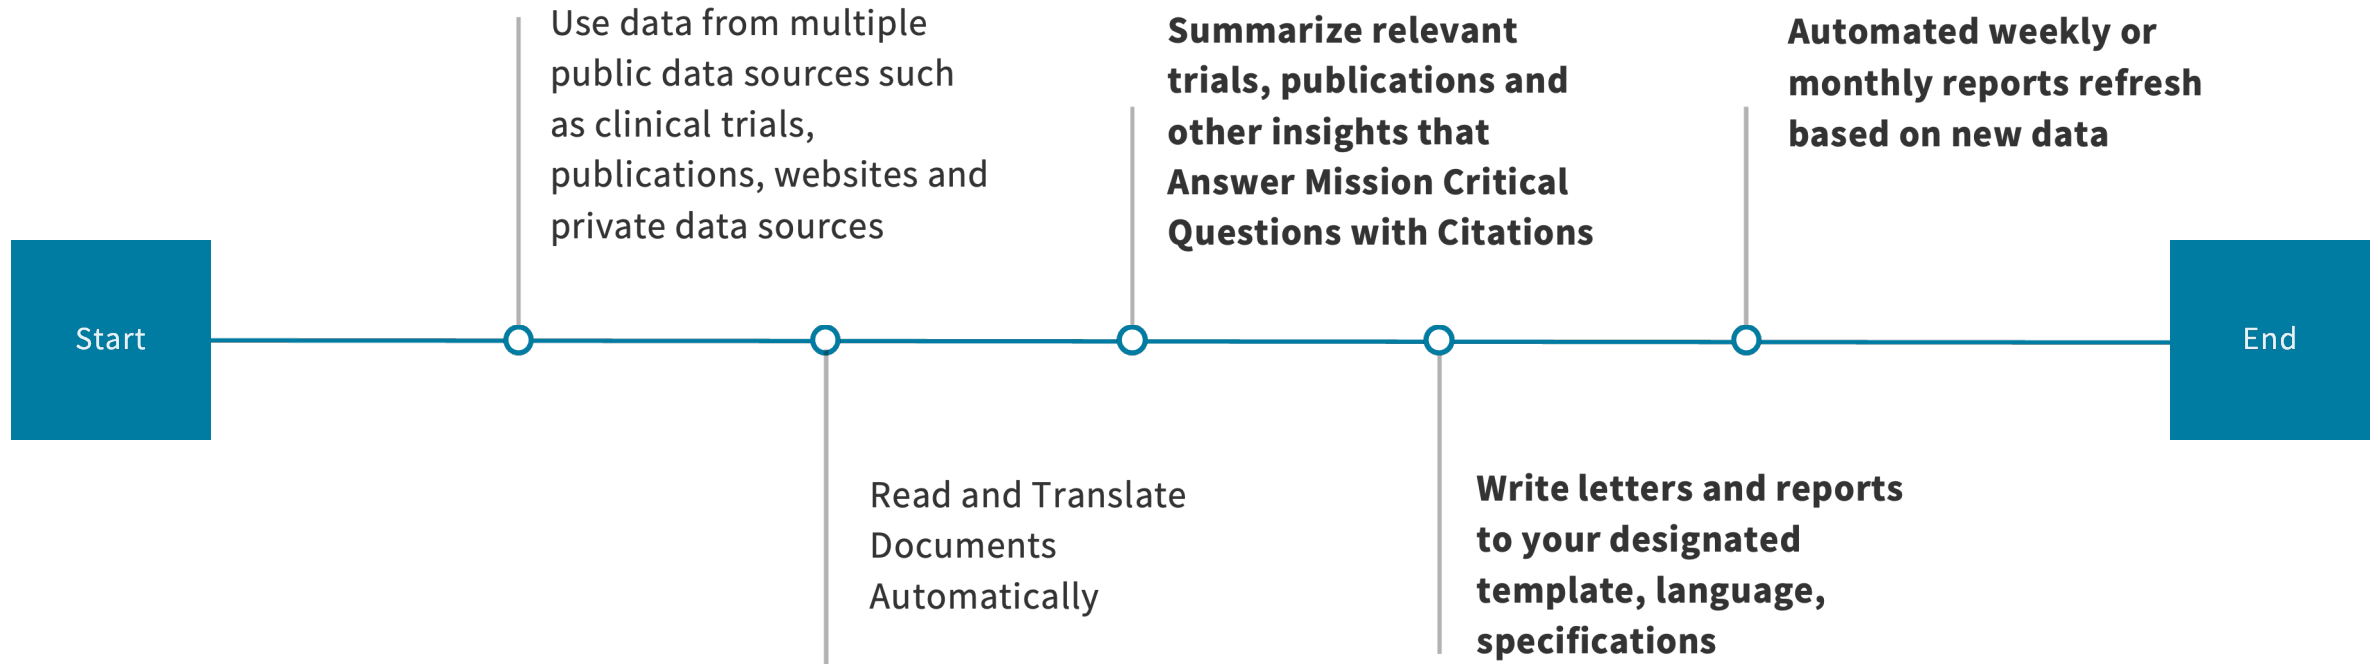 Use data from multiple
public data sources such
as clinical trials,
publications, websites and
private data sources
Summarize relevant
trials, publications and
other insights that
Answer Mission Critical
Questions with Citations
Automated weekly or
monthly reports refresh
based on new data
Start
End
Read and Translate
Documents
Automatically
Write letters and reports
to your designated
template, language,
specifications